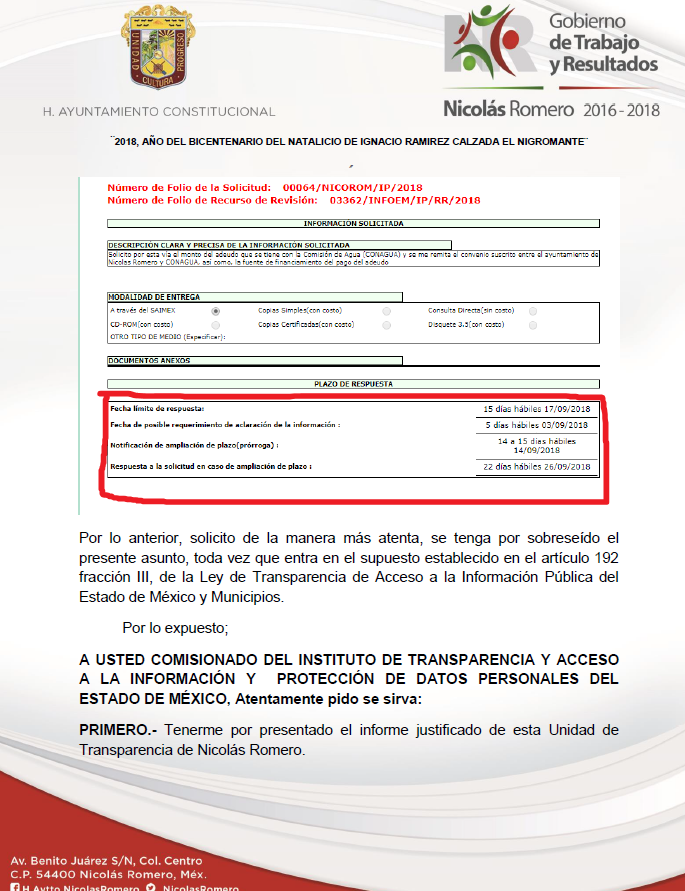 UNIDAD
PROGRESO
CULTURA
H. AYUNTAMIENTO CONSTITUCIONAL
NR
Gobierno
de Trabajo
y Resultados
Nicolás Romero 2016 - 2018
¨2018, AÑO DEL BICENTENARIO DEL NATALICIO DE IGNACIO RAMIREZ CALZADA EL NIGROMANTE¨
Número de Folio de la Solicitud: 00064/NICOROM/IP/2018
Número de Folio de Recurso de Revisión: 03362/INFOEM/IP/RR/2018
INFORMACIÓN SOLICITADA
DESCRIPCIÓN CLARA Y PRECISA DE LA INFORMACIÓN SOLICITADA
Solicito por esta vía el monto del adeudo que se tiene con la Comisión de Agua (CONAGUA) y se me remita el convenio suscrito entre el ayuntamiento de
Nicolas Romero y CONAGUA, así como, la fuente de financiamiento del pago del adeudo
MODALIDAD DE ENTREGA
A través del SAIMEX Copias Simples(con costo) Consulta Directa(sin costo)
CD-ROM(con costo) Copias Certificadas(con costo) Disquete 3.5(con costo)
OTRO TIPO DE MEDIO (Especificar):
DOCUMENTOS ANEXOS
PLAZO DE RESPUESTA
Fecha límite de respuesta: 15 días hábiles 17/09/2018
Fecha de posible requerimiento de aclaración de la información : 5 días hábiles 03/09/2018
Notificación de ampliación de plazo(prórroga) : 14 a 15 días hábiles
14/09/2018
Respuesta a la solicitud en caso de ampliación de plazo : 22 días hábiles 26/09/2018
Por lo anterior, solicito de la manera más atenta, se tenga por sobreseído el
presente asunto, toda vez que entra en el supuesto establecido en el artículo 192
fracción III, de la Ley de Transparencia de Acceso a la Información Pública del
Estado de México y Municipios.
Por lo expuesto;
A USTED COMISIONADO DEL INSTITUTO DE TRANSPARENCIA Y ACCESO
A LA INFORMACIÓN Y PROTECCIÓN DE DATOS PERSONALES DEL
ESTADO DE MÉXICO, Atentamente pido se sirva:
PRIMERO.- Tenerme por presentado el informe justificado de esta Unidad de
Transparencia de Nicolás Romero.
Av. Benito Juárez S/N, Col. Centro
C.P. 54400 Nicolás Romero, Méx.
H.Aytto.NicolasRomero NicolasRomero